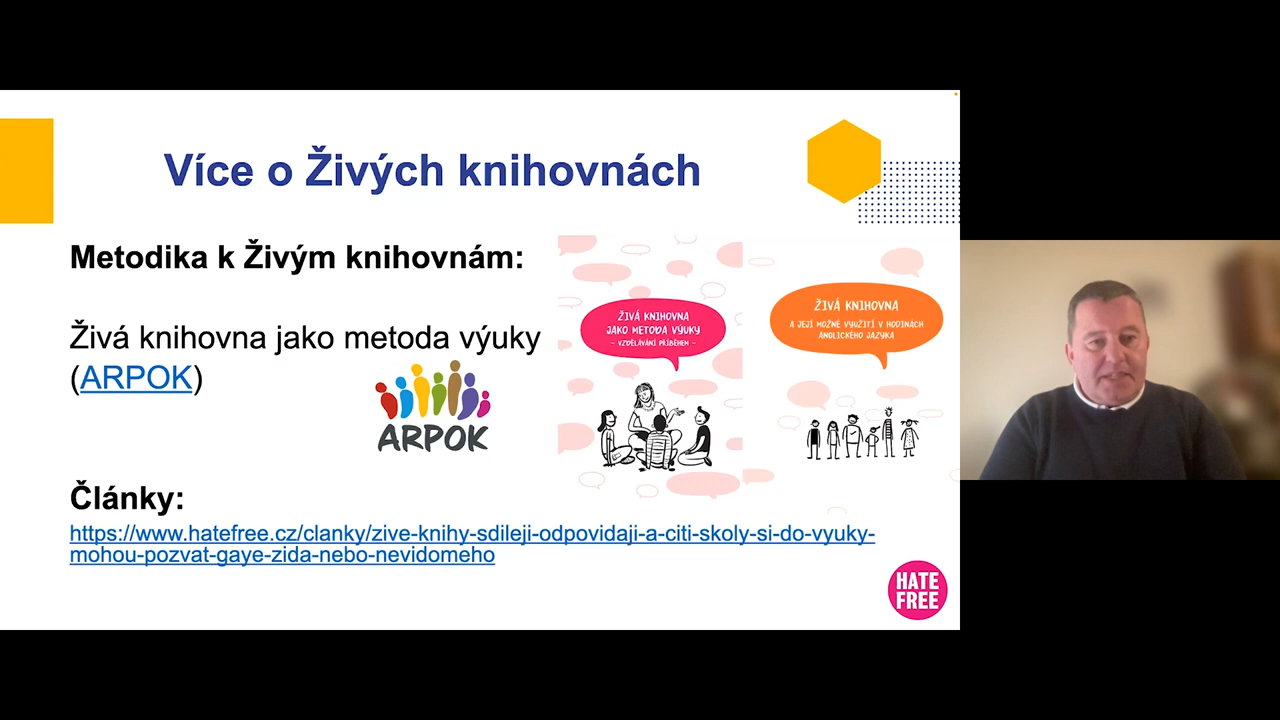 Více o Živých knihovnách
Metodika k Živým knihovnám:
Živá knihovna jako metoda výuky
(ARPOK)
ARPOK
ŽIVÁ KNIHOVNA
JAKO METODA VÝUKY
– VZDĚLÁVÁNÍ PŘÍBĚHEM –
ŽIVÁ KNIHOVNA
A JEJÍ MOŽNÉ VYUŽITÍ V HODINÁCH
ANGLICKÉHO JAZYKA
Články:
https://www.hatefree.cz/clanky/zive-knihy-sdileji-odpovidaji-a-citi-skoly-si-do-vyuky-
mohou-pozvat-gaye-zida-nebo-nevidomeho
HATE
FREE